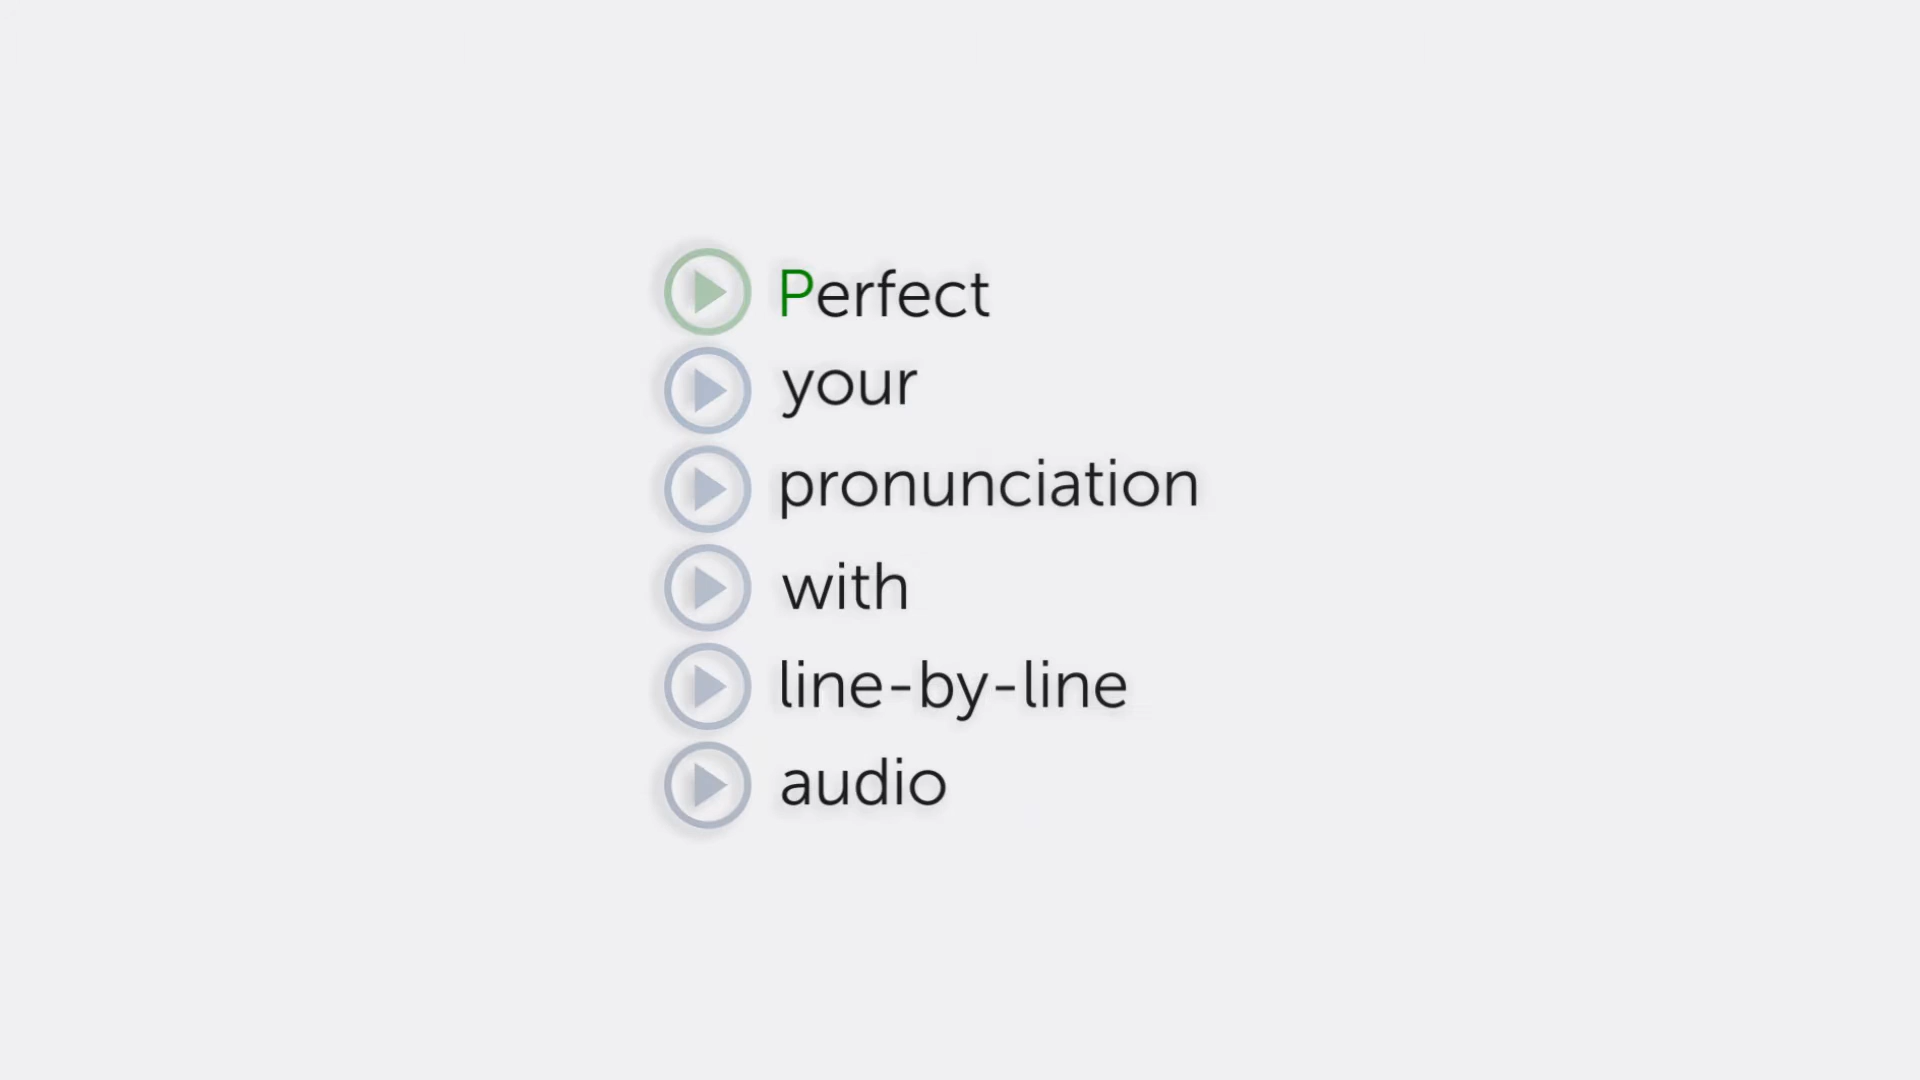 Perfect
your
pronunciation
with
line-by-line
audio